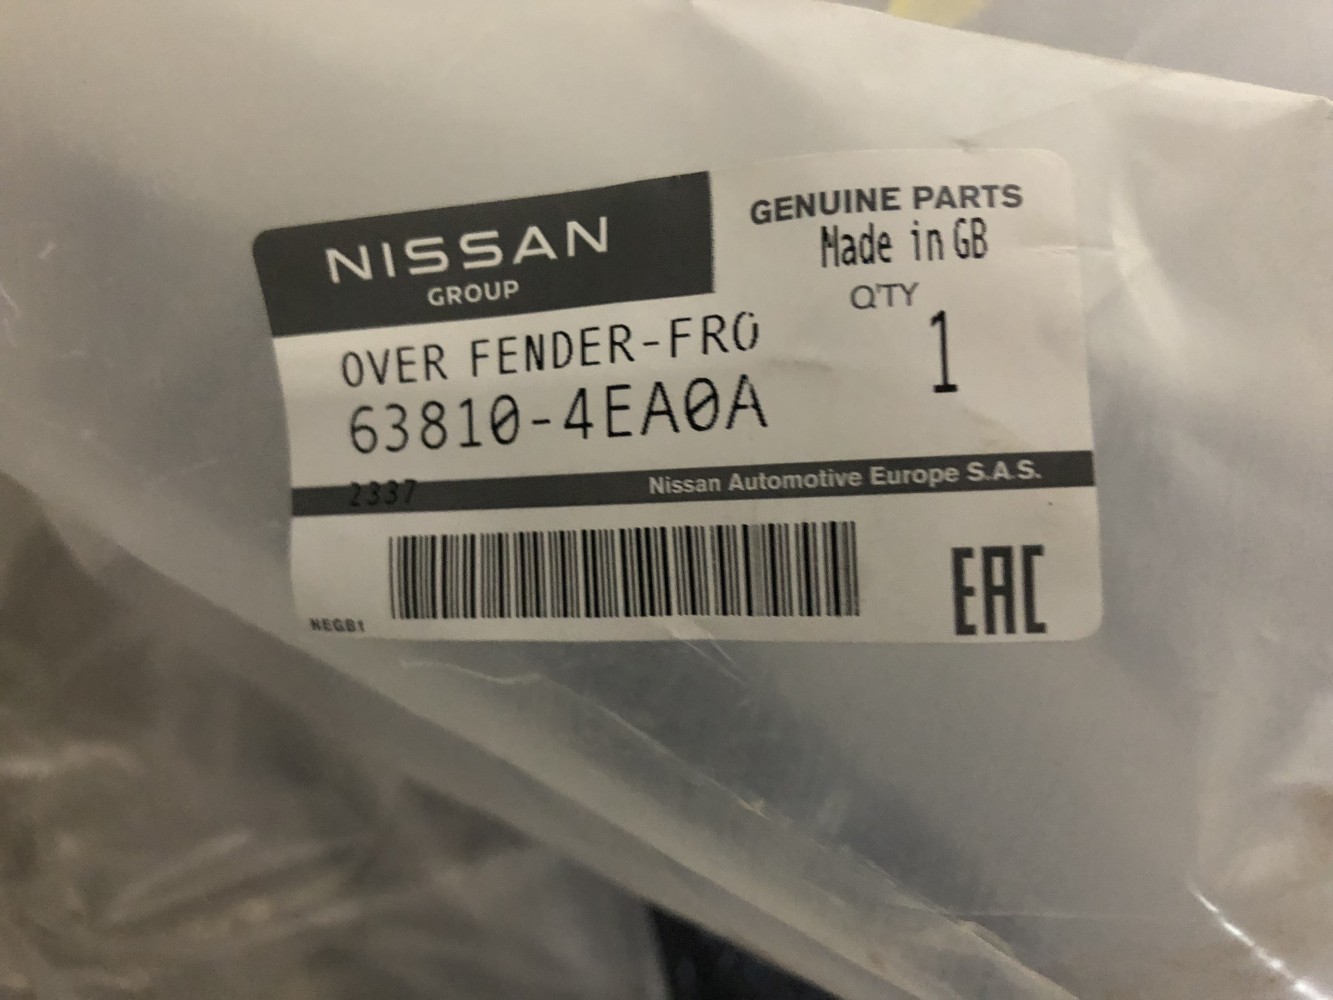 NISSAN
GROUP
GENUINE PARTS
Made in GB
Q'TY
1
OVER FENDER-FRO
63810-4EA0A
2337
Nissan Automotive Europe S.A.S.
NEGB1
EAC